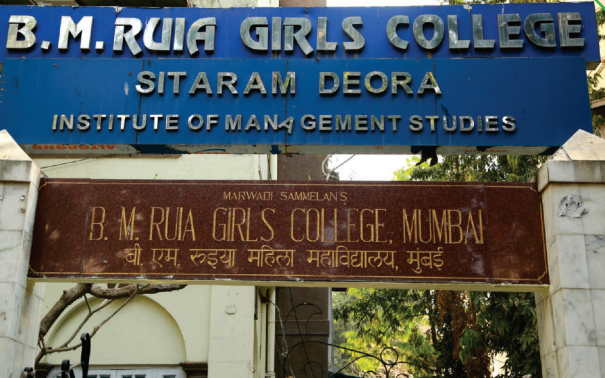 B.M. RUIA GIRLS COLLEGE
SITARAM DEORA
INSTITUTE OF MANAGEMENT STUDIES
MARWADI SAMMELAN'S
B. M. RUIA GIRLS COLLEGE, MUMBAI
बी. एम. रुइया महिला महाविद्यालय, मुंबई